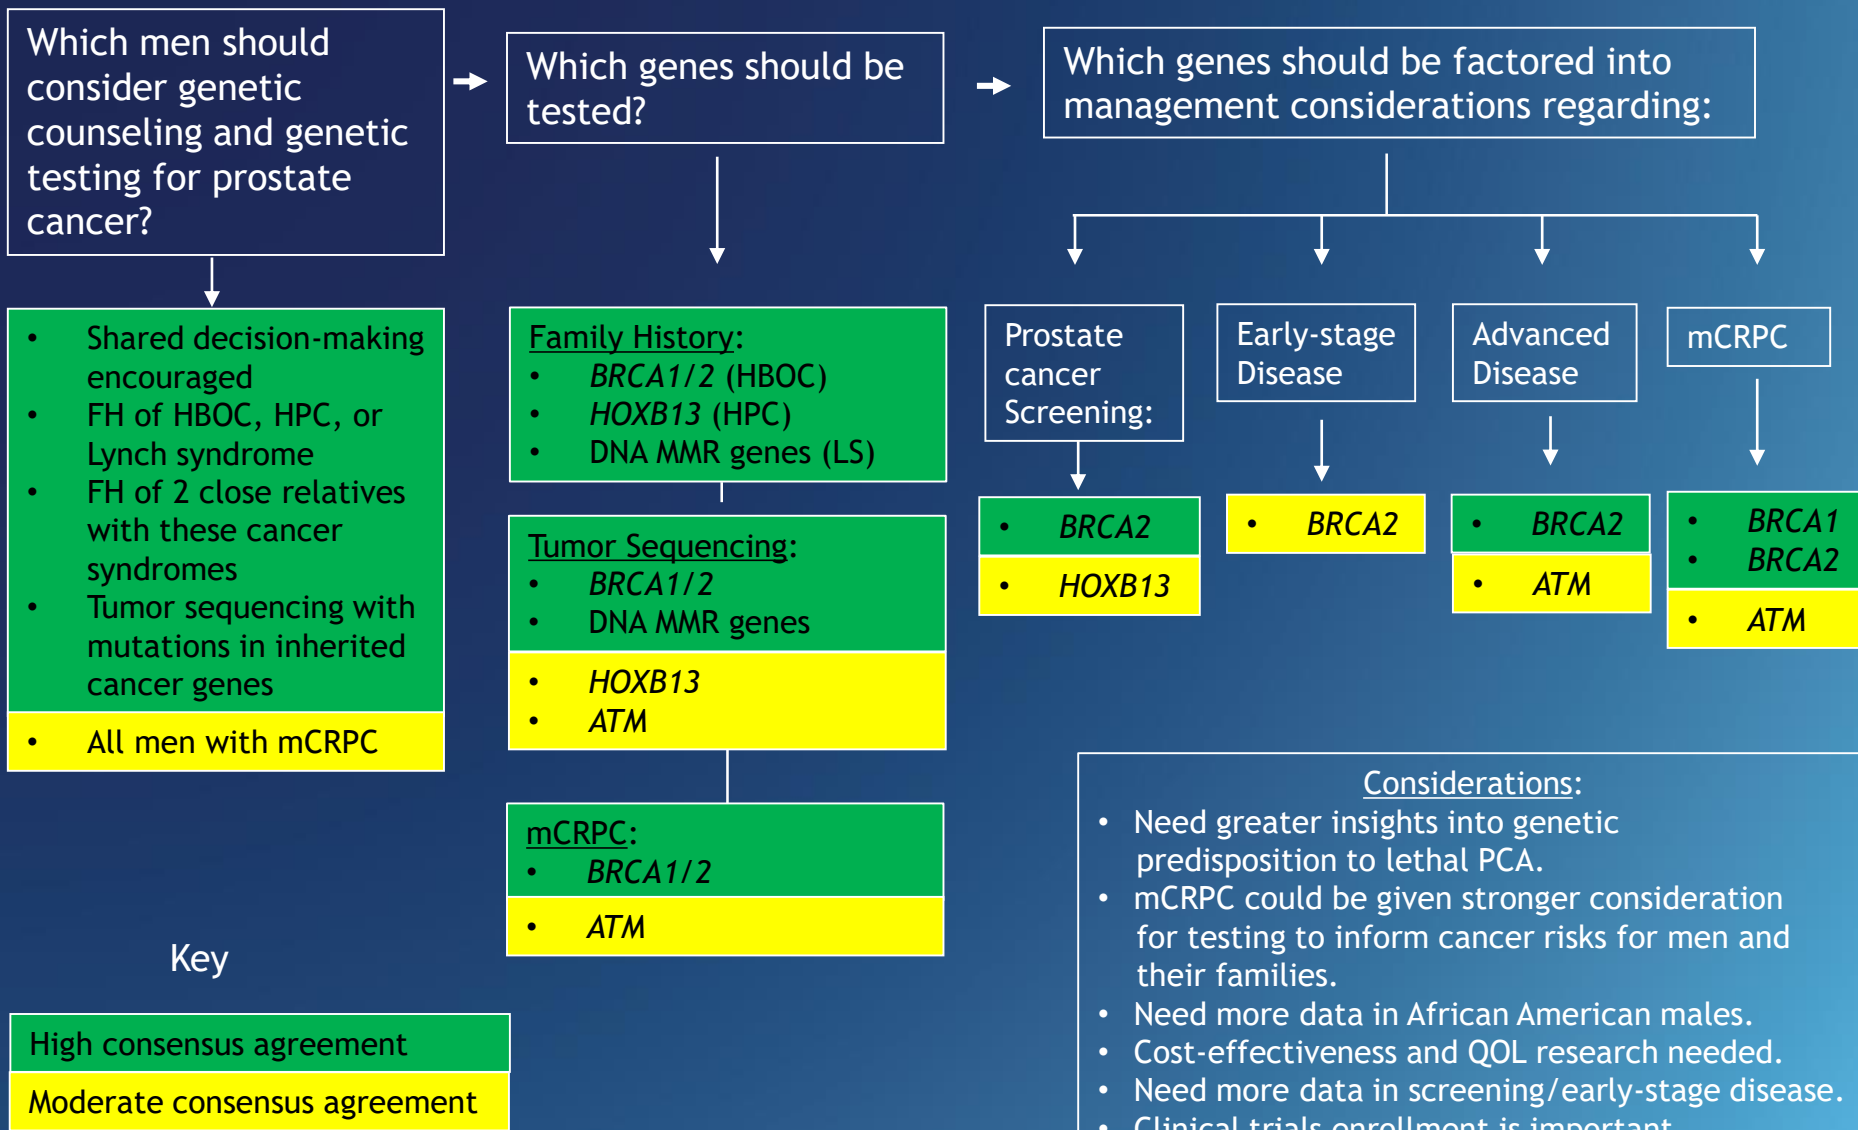 Which men should
consider genetic
counseling and genetic
testing for prostate
cancer?
Which genes should be
tested?
Which genes should be factored into
management considerations regarding:
• Shared decision-making
encouraged
• FH of HBOC, HPC, or
Lynch syndrome
• FH of 2 close relatives
with these cancer
syndromes
• Tumor sequencing with
mutations in inherited
cancer genes
• All men with mCRPC
Family History:
• BRCA1/2 (HBOC)
• HOXB13 (HPC)
• DNA MMR genes (LS)
Tumor Sequencing:
• BRCA1/2
• DNA MMR genes
• HOXB13
• ATM
mCRPC:
• BRCA1/2
• ATM
Prostate
cancer
Screening:
• BRCA2
• HOXB13
Early-stage
Disease
• BRCA2
Advanced
Disease
• BRCA2
• ATM
mCRPC
• BRCA1
• BRCA2
• ATM
Considerations:
• Need greater insights into genetic
predisposition to lethal PCA.
• mCRPC could be given stronger consideration
for testing to inform cancer risks for men and
their families.
• Need more data in African American males.
• Cost-effectiveness and QOL research needed.
• Need more data in screening/early-stage disease.
• Clinical trials enrollment is important
Key
High consensus agreement
Moderate consensus agreement